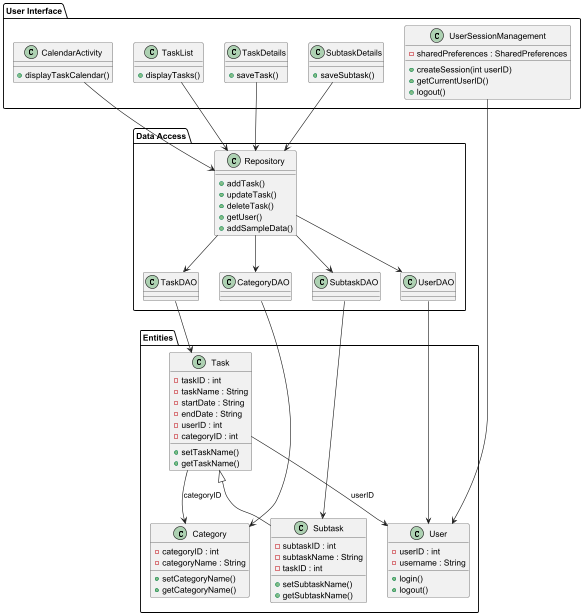 User Interface
C UserSessionManagement
sharedPreferences : SharedPreferences
createSession(int userID)
getCurrentUserID()
logout()
C CalendarActivity
displayTaskCalendar()
C TaskList
displayTasks()
C TaskDetails
saveTask()
C SubtaskDetails
saveSubtask()
Data Access
C Repository
addTask()
updateTask()
deleteTask()
getUser()
addSampleData()
C TaskDAO
C CategoryDAO
C SubtaskDAO
C UserDAO
Entities
C Task
taskID : int
taskName : String
startDate : String
endDate : String
userID : int
categoryID : int
setTaskName()
getTaskName()
categoryID
userID
C Category
categoryID : int
categoryName : String
setCategoryName()
getCategoryName()
C Subtask
subtaskID : int
subtaskName : String
taskID : int
setSubtaskName()
getSubtaskName()
C User
userID : int
username : String
login()
logout()